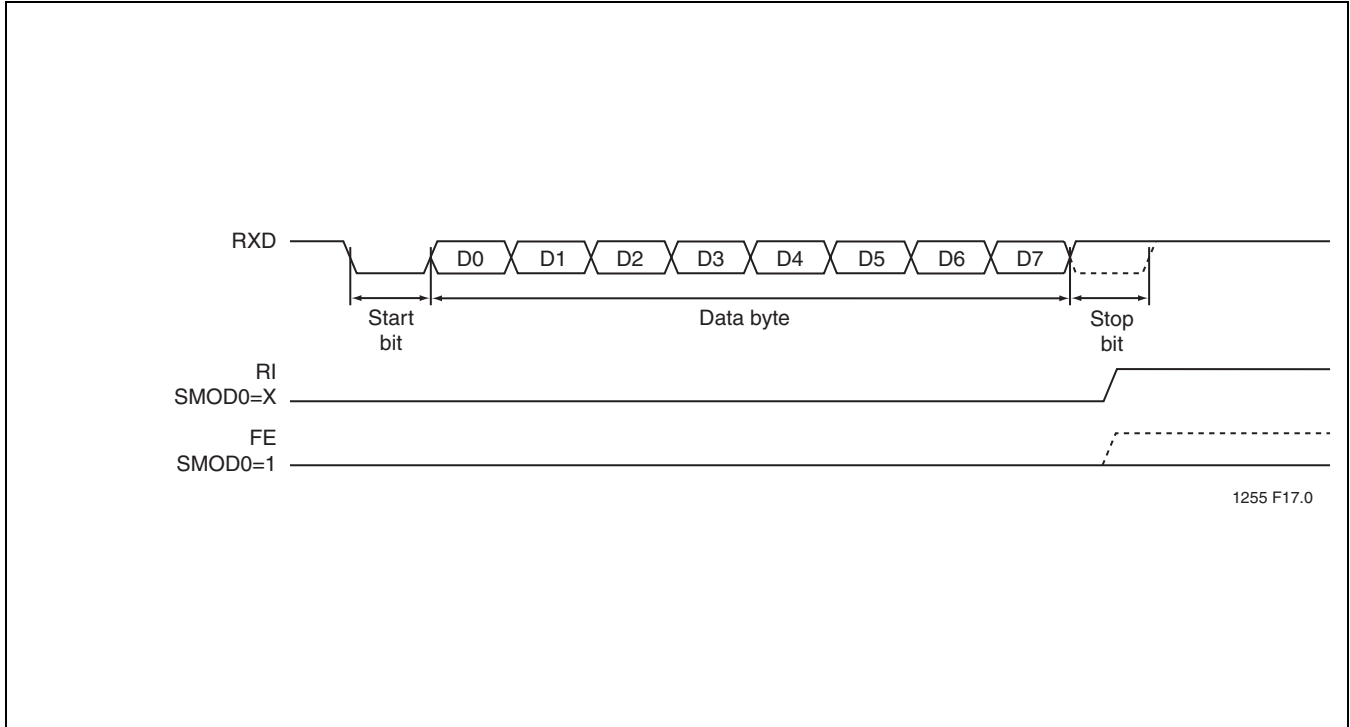 RXD
D0 D1 D2 D3 D4 D5 D6 D7
Start
bit
Data byte
Stop
bit
RI
SMOD0=X
FE
SMOD0=1
1255 F17.0